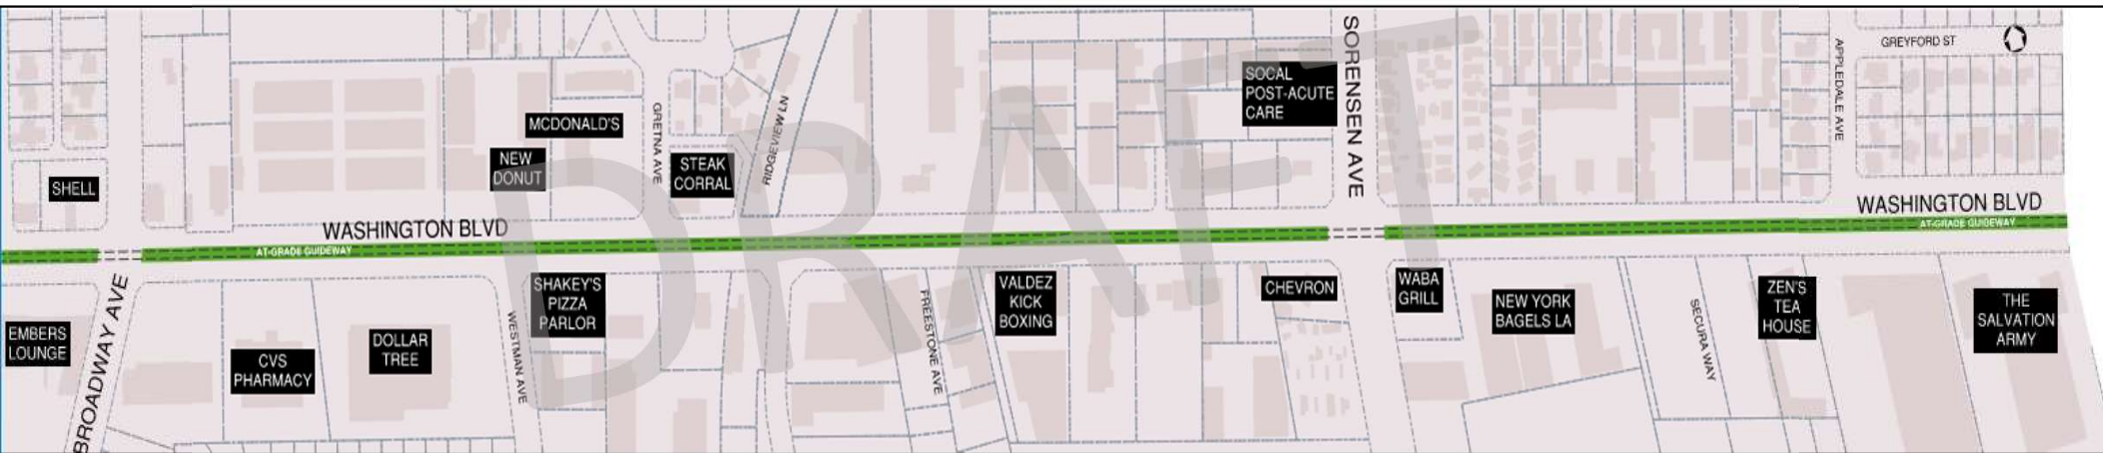 SORENSEN AVE
APPLEDALE AVE
GREYFORD ST
SOCAL
POST-ACUTE
CARE
MCDONALD'S
GRETNA AVE
RIDGEVIEW LN
NEW
DONUT
STEAK
CORRAL
SHELL
WASHINGTON BLVD
WASHINGTON BLVD
AT-GRADE GUIDEWAY
AT-GRADE GUIDEWAY
DRAFT
BROADWAY AVE
EMBERS
LOUNGE
CVS
PHARMACY
DOLLAR
TREE
WESTMAN AVE
SHAKEY'S
PIZZA
PARLOR
FREESTONE AVE
VALDEZ
KICK
BOXING
CHEVRON
WABA
GRILL
NEW YORK
BAGELS LA
SECURA WAY
ZEN'S
TEA
HOUSE
THE
SALVATION
ARMY